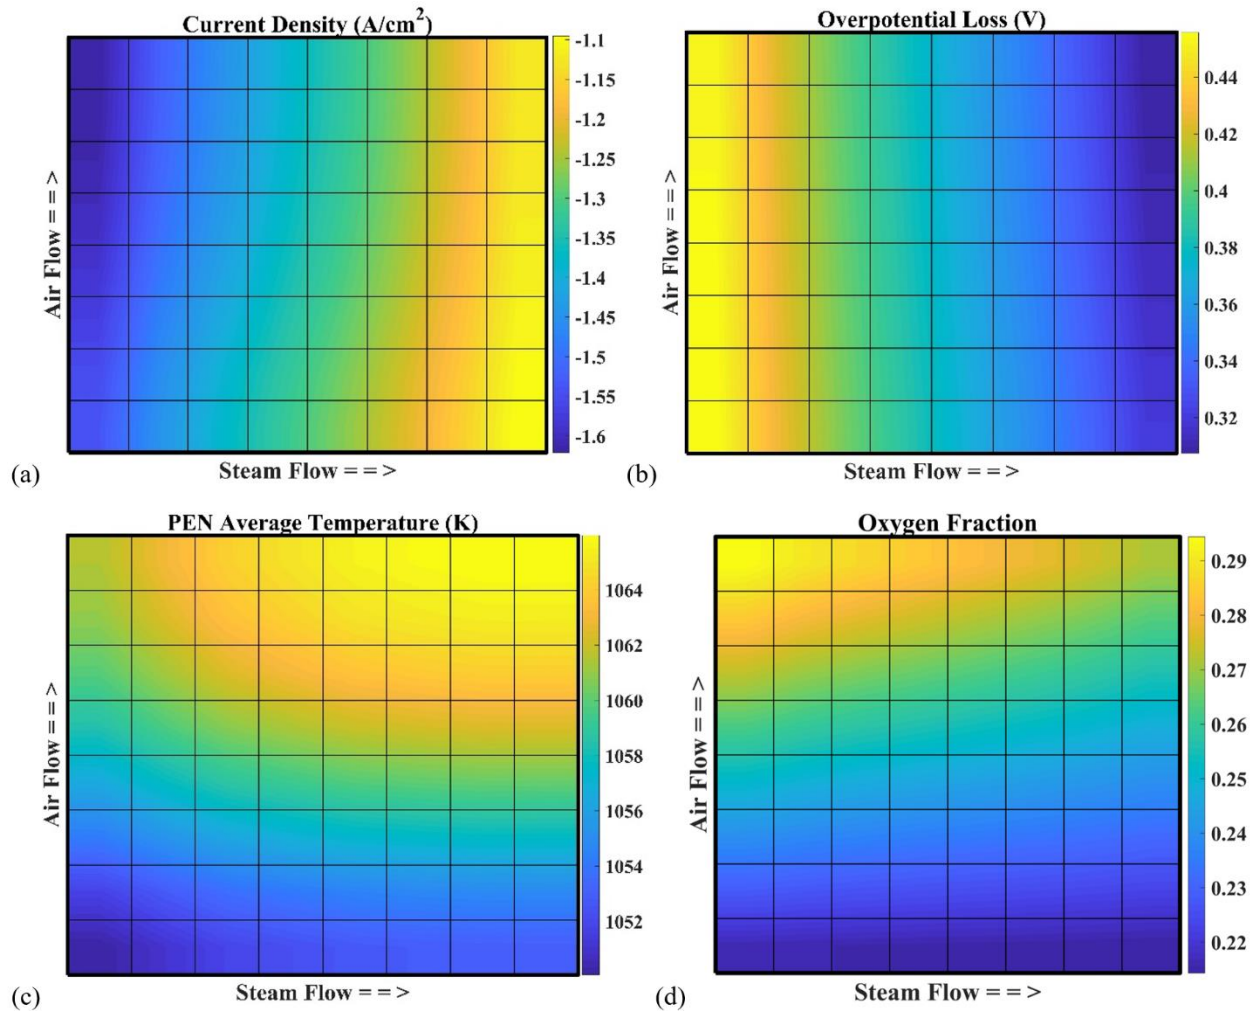 Current Density (A/cm²)
-1.1
-1.15
-1.2
-1.25
-1.3
-1.35
-1.4
-1.45
-1.5
-1.55
-1.6
Air Flow = = >
Steam Flow = = >
(a)
Overpotential Loss (V)
0.44
0.42
0.4
0.38
0.36
0.34
0.32
Air Flow = = >
Steam Flow = = >
(b)
PEN Average Temperature (K)
1064
1062
1060
1058
1056
1054
1052
Air Flow = = >
Steam Flow = = >
(c)
Oxygen Fraction
0.29
0.28
0.27
0.26
0.25
0.24
0.23
0.22
Air Flow = = >
Steam Flow = = >
(d)